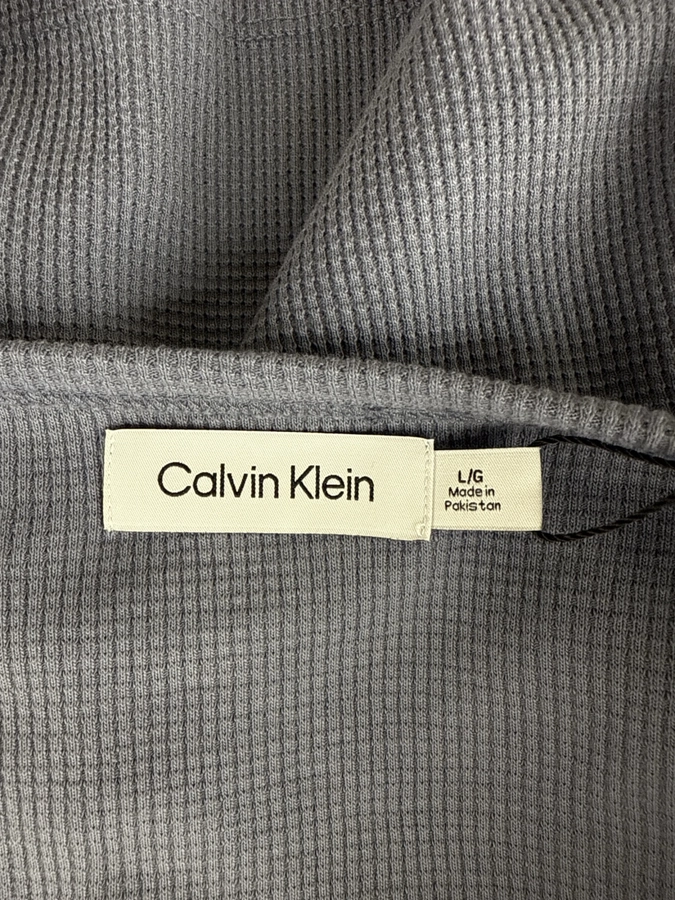 Calvin Klein
L/G
Made in
Pakistan